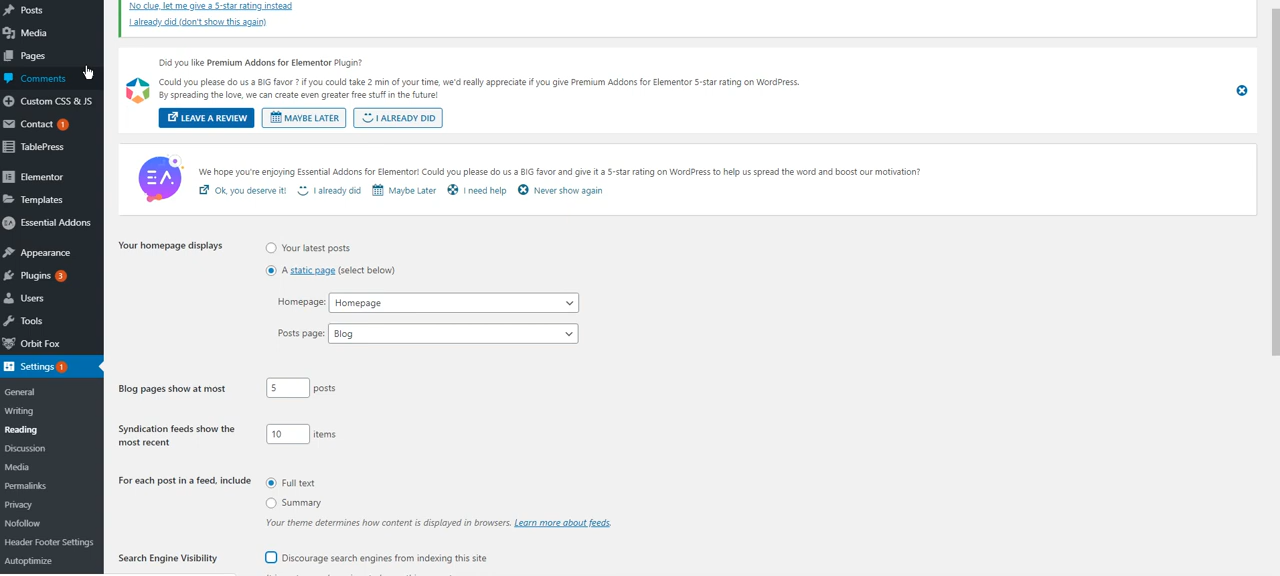 Posts
Media
Pages
Comments
Custom CSS & JS
Contact 1
TablePress
Elementor
Templates
Essential Addons
Appearance
Plugins 3
Users
Tools
Orbit Fox
Settings 1
General
Writing
Reading
Discussion
Media
Permalinks
Privacy
Nofollow
Header Footer Settings
Autoptimize
No clue, let me give a 5-star rating instead
I already did (don't show this again)
Did you like Premium Addons for Elementor Plugin?
Could you please do us a BIG favor ? if you could take 2 min of your time, we'd really appreciate if you give Premium Addons for Elementor 5-star rating on WordPress.
By spreading the love, we can create even greater free stuff in the future!
LEAVE A REVIEW MAYBE LATER I ALREADY DID
EA
We hope you're enjoying Essential Addons for Elementor! Could you please do us a BIG favor and give it a 5-star rating on WordPress to help us spread the word and boost our motivation?
Ok, you deserve it! I already did Maybe Later I need help Never show again
Your homepage displays
Your latest posts
A static page (select below)
Homepage: Homepage
Posts page: Blog
Blog pages show at most 5 posts
Syndication feeds show the
most recent
10 items
For each post in a feed, include
Full text
Summary
Your theme determines how content is displayed in browsers. Learn more about feeds.
Search Engine Visibility
Discourage search engines from indexing this site